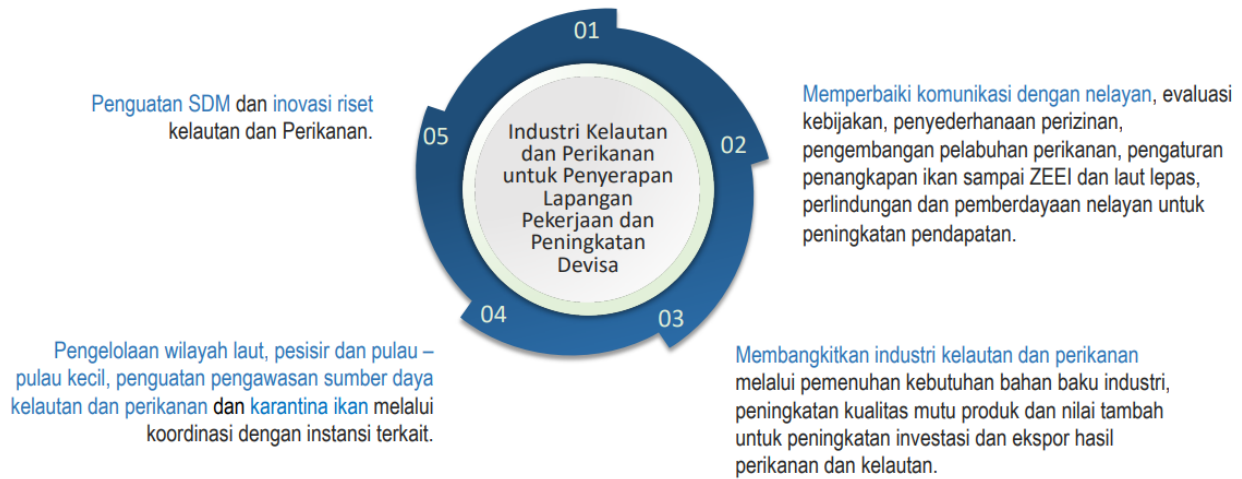 01
Industri Kelautan
dan Perikanan
untuk Penyerapan
Lapangan
Pekerjaan dan
Peningkatan
Devisa
02
Memperbaiki komunikasi dengan nelayan, evaluasi
kebijakan, penyederhanaan perizinan,
pengembangan pelabuhan perikanan, pengaturan
penangkapan ikan sampai ZEEI dan laut lepas,
perlindungan dan pemberdayaan nelayan untuk
peningkatan pendapatan.
03
Membangkitkan industri kelautan dan perikanan
melalui pemenuhan kebutuhan bahan baku industri,
peningkatan kualitas mutu produk dan nilai tambah
untuk peningkatan investasi dan ekspor hasil
perikanan dan kelautan.
04
Pengelolaan wilayah laut, pesisir dan pulau –
pulau kecil, penguatan pengawasan sumber daya
kelautan dan perikanan dan karantina ikan melalui
koordinasi dengan instansi terkait.
05
Penguatan SDM dan inovasi riset
kelautan dan Perikanan.